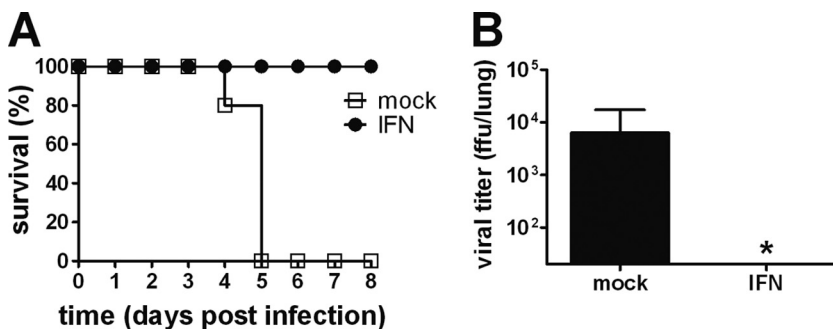 A
survival (%)
100
80
60
40
20
0
0 1 2 3 4 5 6 7 8
time (days post infection)
mock
IFN
B
viral titer (ffu/lung)
10⁵
10⁴
10³
10²
*
mock IFN